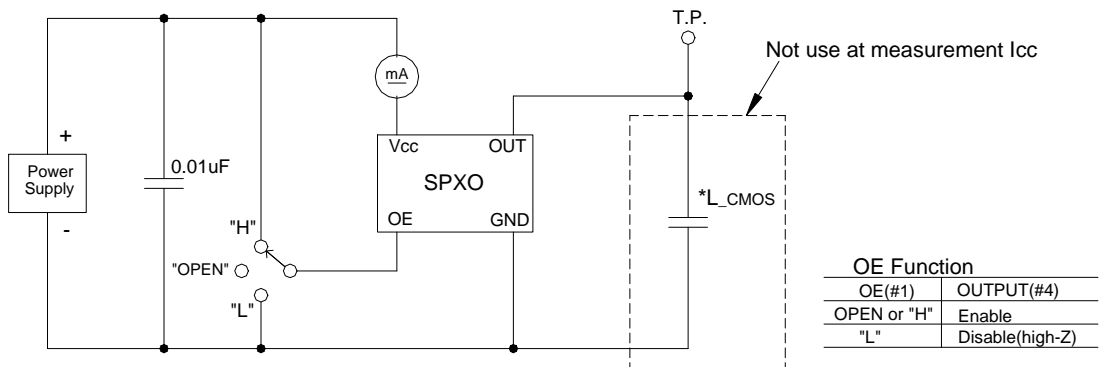 T.P.
Not use at measurement Icc
mA
+
Power
Supply
-
0.01uF
Vcc
OUT
SPXO
OE
GND
*L_CMOS
"H"
"OPEN"
"L"
OE Function
OE(#1) OUTPUT(#4)
OPEN or "H" Enable
"L" Disable(high-Z)